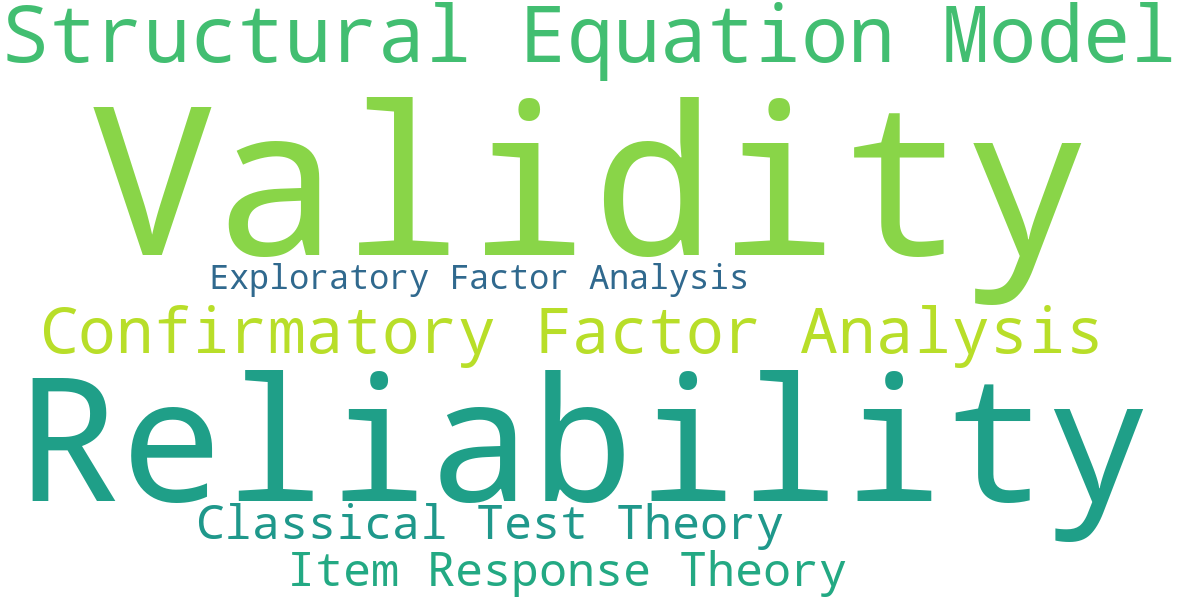 Structural Equation Model
Validity
Exploratory Factor Analysis
Confirmatory Factor Analysis
Reliability
Classical Test Theory
Item Response Theory